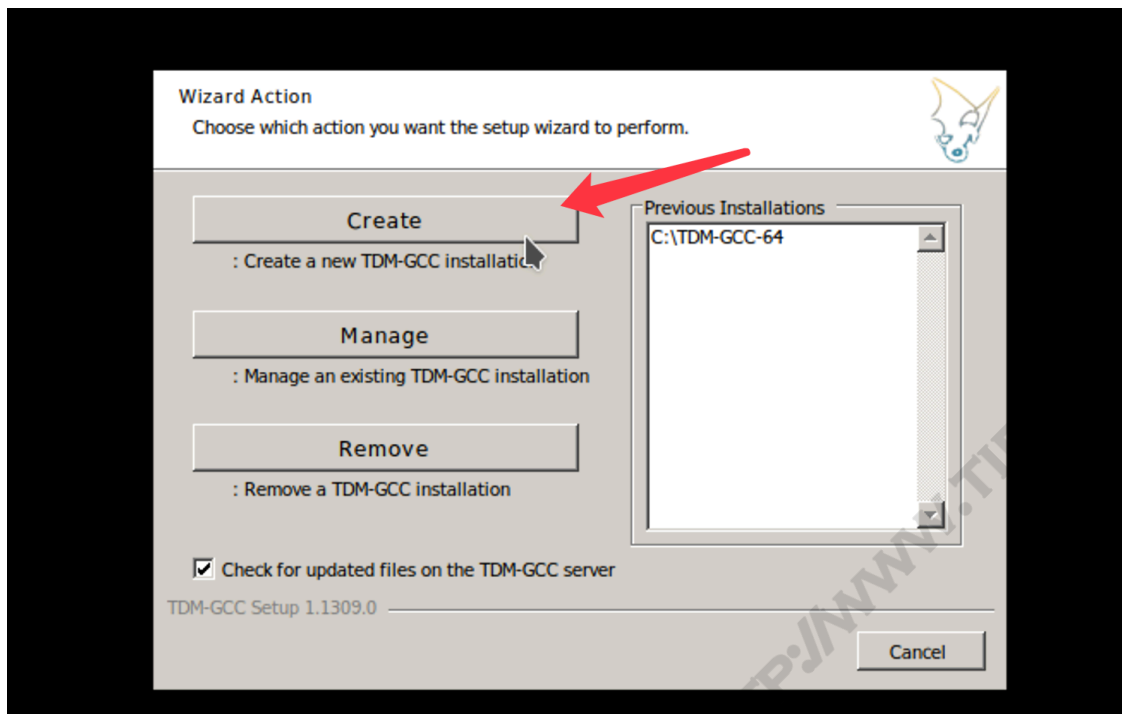 Wizard Action
Choose which action you want the setup wizard to perform.
Create
: Create a new TDM-GCC installation
Previous Installations
C:\TDM-GCC-64
Manage
: Manage an existing TDM-GCC installation
Remove
: Remove a TDM-GCC installation
Check for updated files on the TDM-GCC server
TDM-GCC Setup 1.1309.0
Cancel